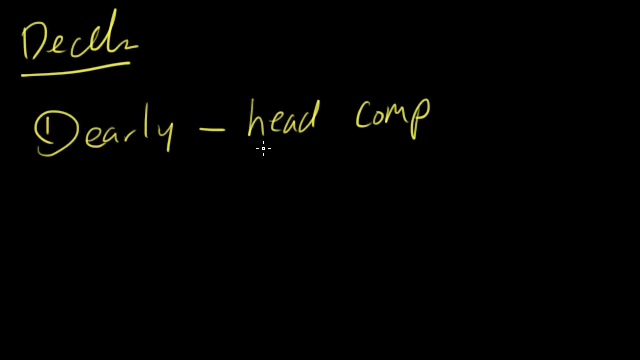 Decels
① early – head comp